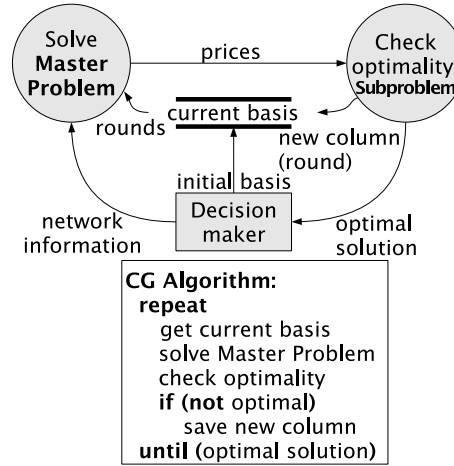 Solve
Master
Problem
prices
Check
optimality
Subproblem
current basis
rounds
new column
(round)
initial basis
network
information
Decision
maker
optimal
solution
CG Algorithm:
repeat
get current basis
solve Master Problem
check optimality
if (not optimal)
save new column
until (optimal solution)